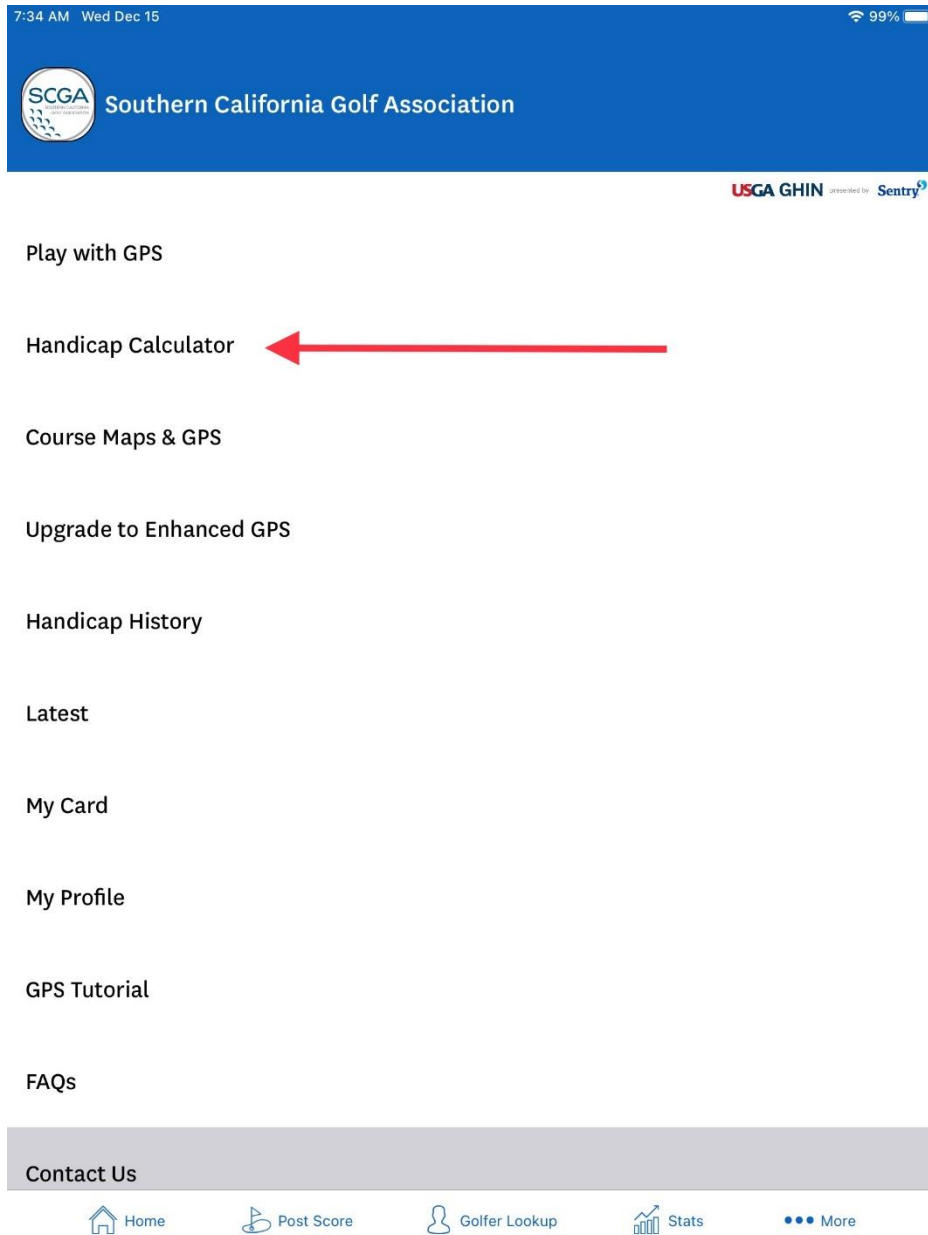 7:34 AM Wed Dec 15 99%
SCGA
Southern California Golf Association
USGA GHIN presented by Sentry
Play with GPS
Handicap Calculator
Course Maps & GPS
Upgrade to Enhanced GPS
Handicap History
Latest
My Card
My Profile
GPS Tutorial
FAQs
Contact Us
Home Post Score Golfer Lookup Stats More